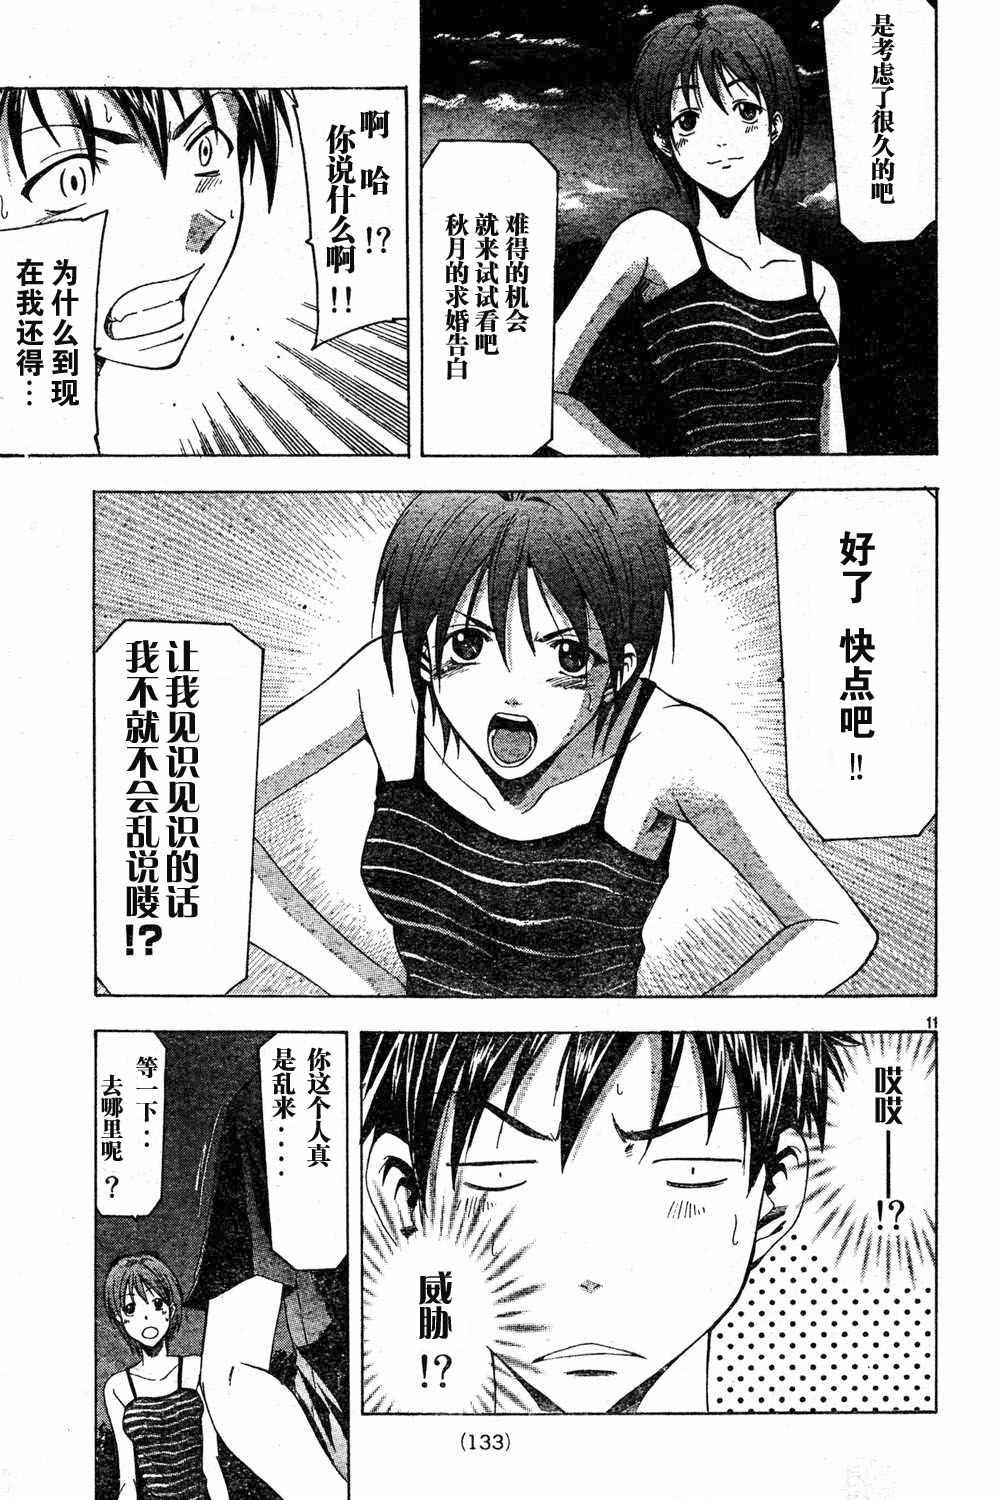 是考虑了很久的吧
难得的机会
就来试试看吧
秋月的求婚告白
啊 哈 !?
你说什么啊!!
为什么到现
在我还得···
好了 快点吧!!
让我见识见识的话
我不就不会乱说喽!?
11
哎哎——!?
威胁!?
你这个人真
是乱来····
等一下··
去哪里呢?
(133)